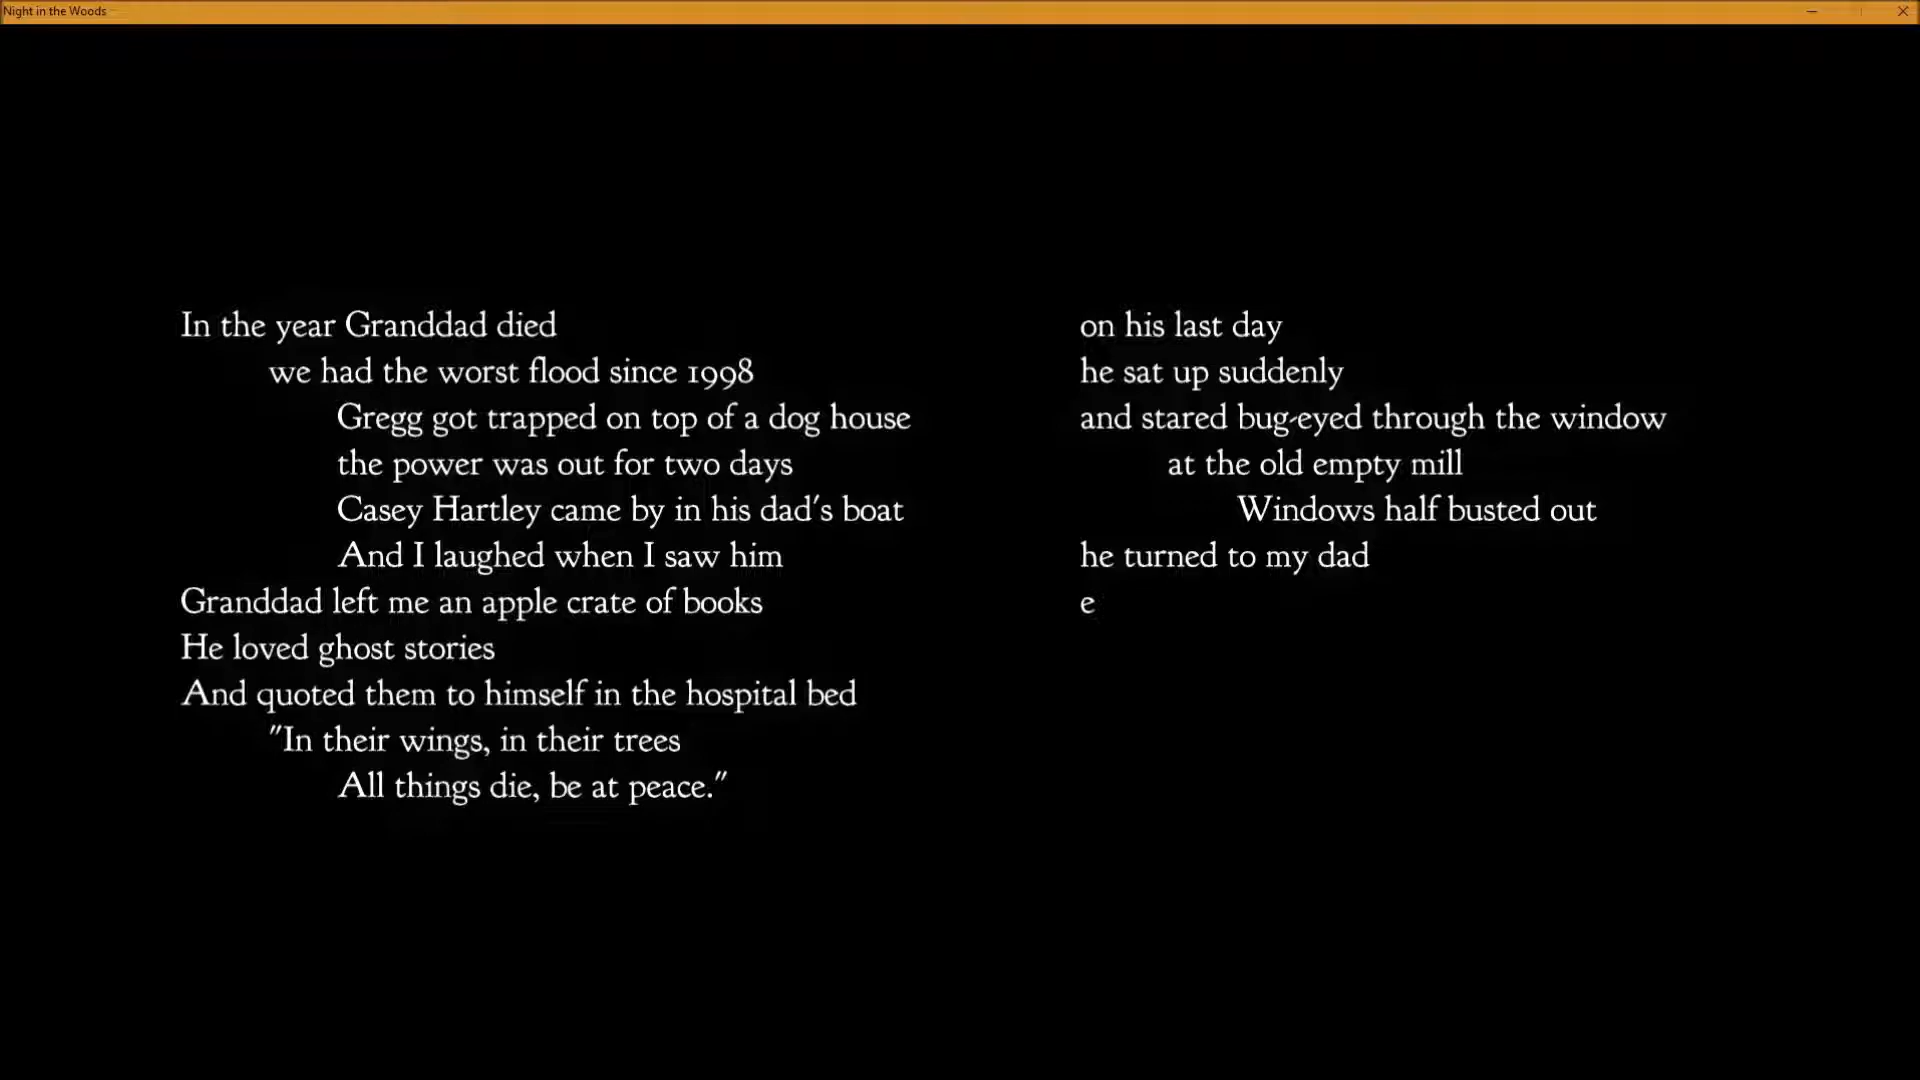 Night in the Woods
In the year Granddad died
we had the worst flood since 1998
Gregg got trapped on top of a dog house
the power was out for two days
Casey Hartley came by in his dad's boat
And I laughed when I saw him
Granddad left me an apple crate of books
He loved ghost stories
And quoted them to himself in the hospital bed
"In their wings, in their trees
All things die, be at peace."
on his last day
he sat up suddenly
and stared bug-eyed through the window
at the old empty mill
Windows half busted out
he turned to my dad
e